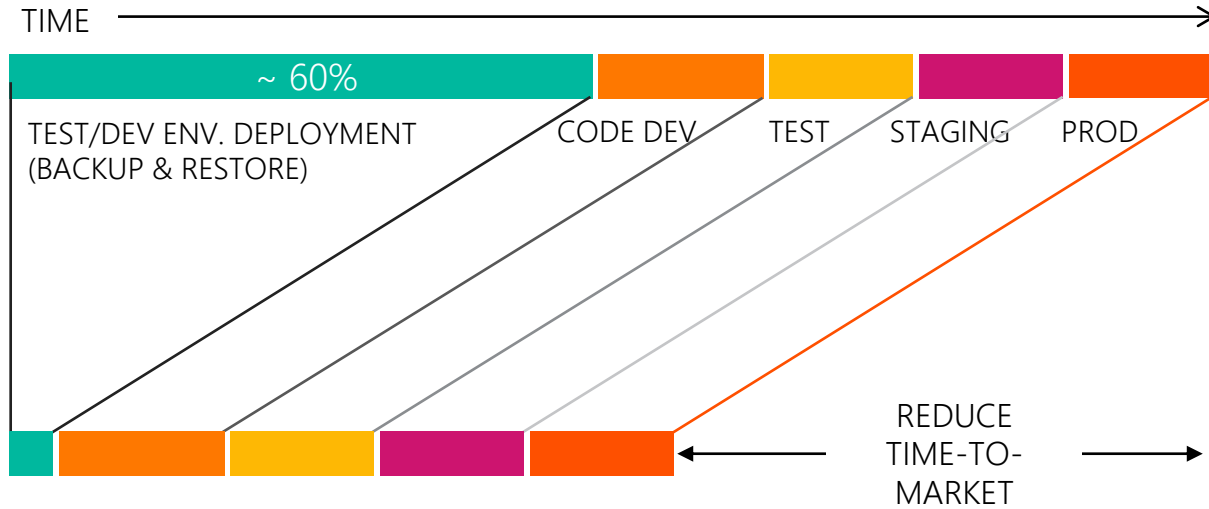 TIME
~ 60%
TEST/DEV ENV. DEPLOYMENT
(BACKUP & RESTORE)
CODE DEV
TEST
STAGING
PROD
REDUCE
TIME-TO-
MARKET